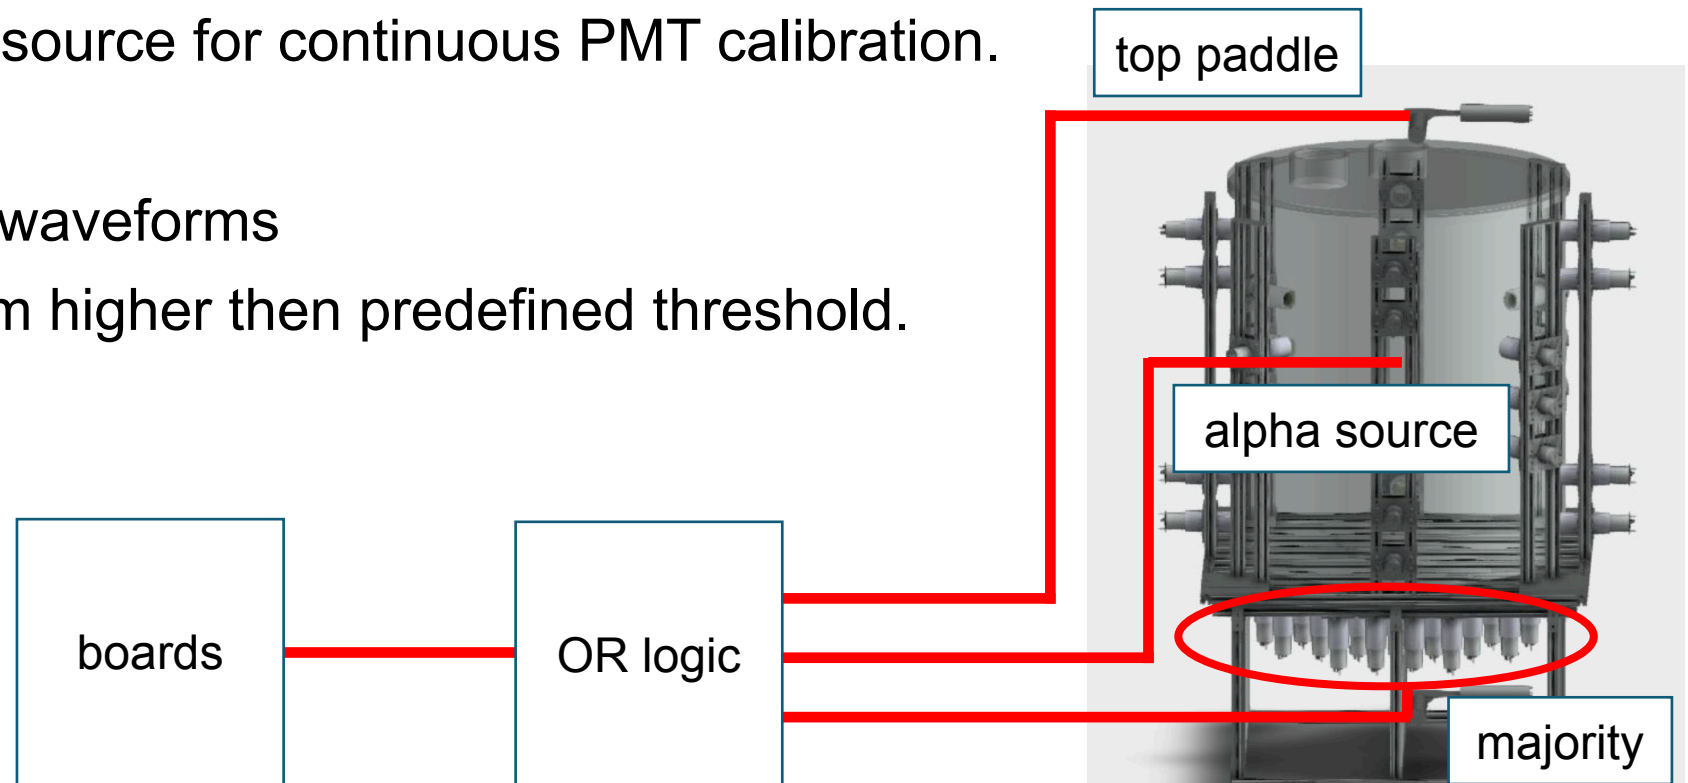 source for continuous PMT calibration.
top paddle
waveforms
m higher then predefined threshold.
alpha source
boards
OR logic
majority